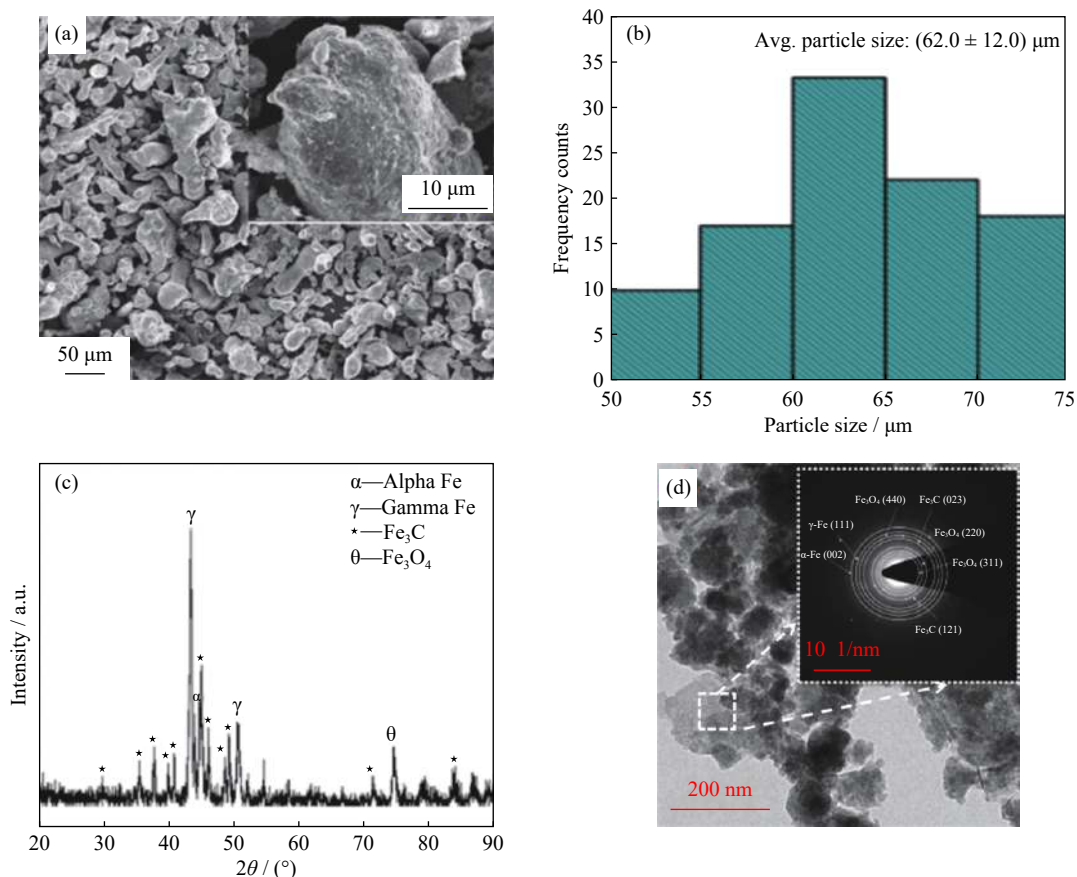 (a)
10 μm
50 μm
(b)
Avg. particle size: (62.0 ± 12.0) μm
Frequency counts
40
35
30
25
20
15
10
5
0
50
55
60
65
70
75
Particle size / μm
(c)
α—Alpha Fe
γ—Gamma Fe
⋆—Fe₃C
θ—Fe₃O₄
γ
⋆
α
⋆
γ
⋆
⋆
⋆
⋆
⋆
⋆
⋆
⋆
θ
⋆
Intensity / a.u.
20
30
40
50
60
70
80
90
2θ / (°)
(d)
Fe₃O₄ (440)
Fe₃C (023)
γ-Fe (111)
Fe₃O₄ (220)
α-Fe (002)
Fe₃O₄ (311)
Fe₃C (121)
10 1/nm
200 nm